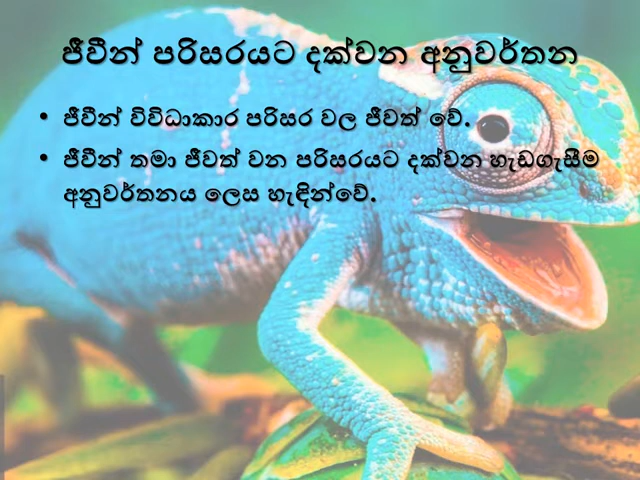 ජීවීන් පරිසරයට දක්වන අනුවර්තන
• ජීවීන් විවිධාකාර පරිසර වල ජීවත් වේ.
• ජීවීන් තමා ජීවත් වන පරිසරයට දක්වන හැඩගැසීම
අනුවර්තනය ලෙස හැඳින්වේ.